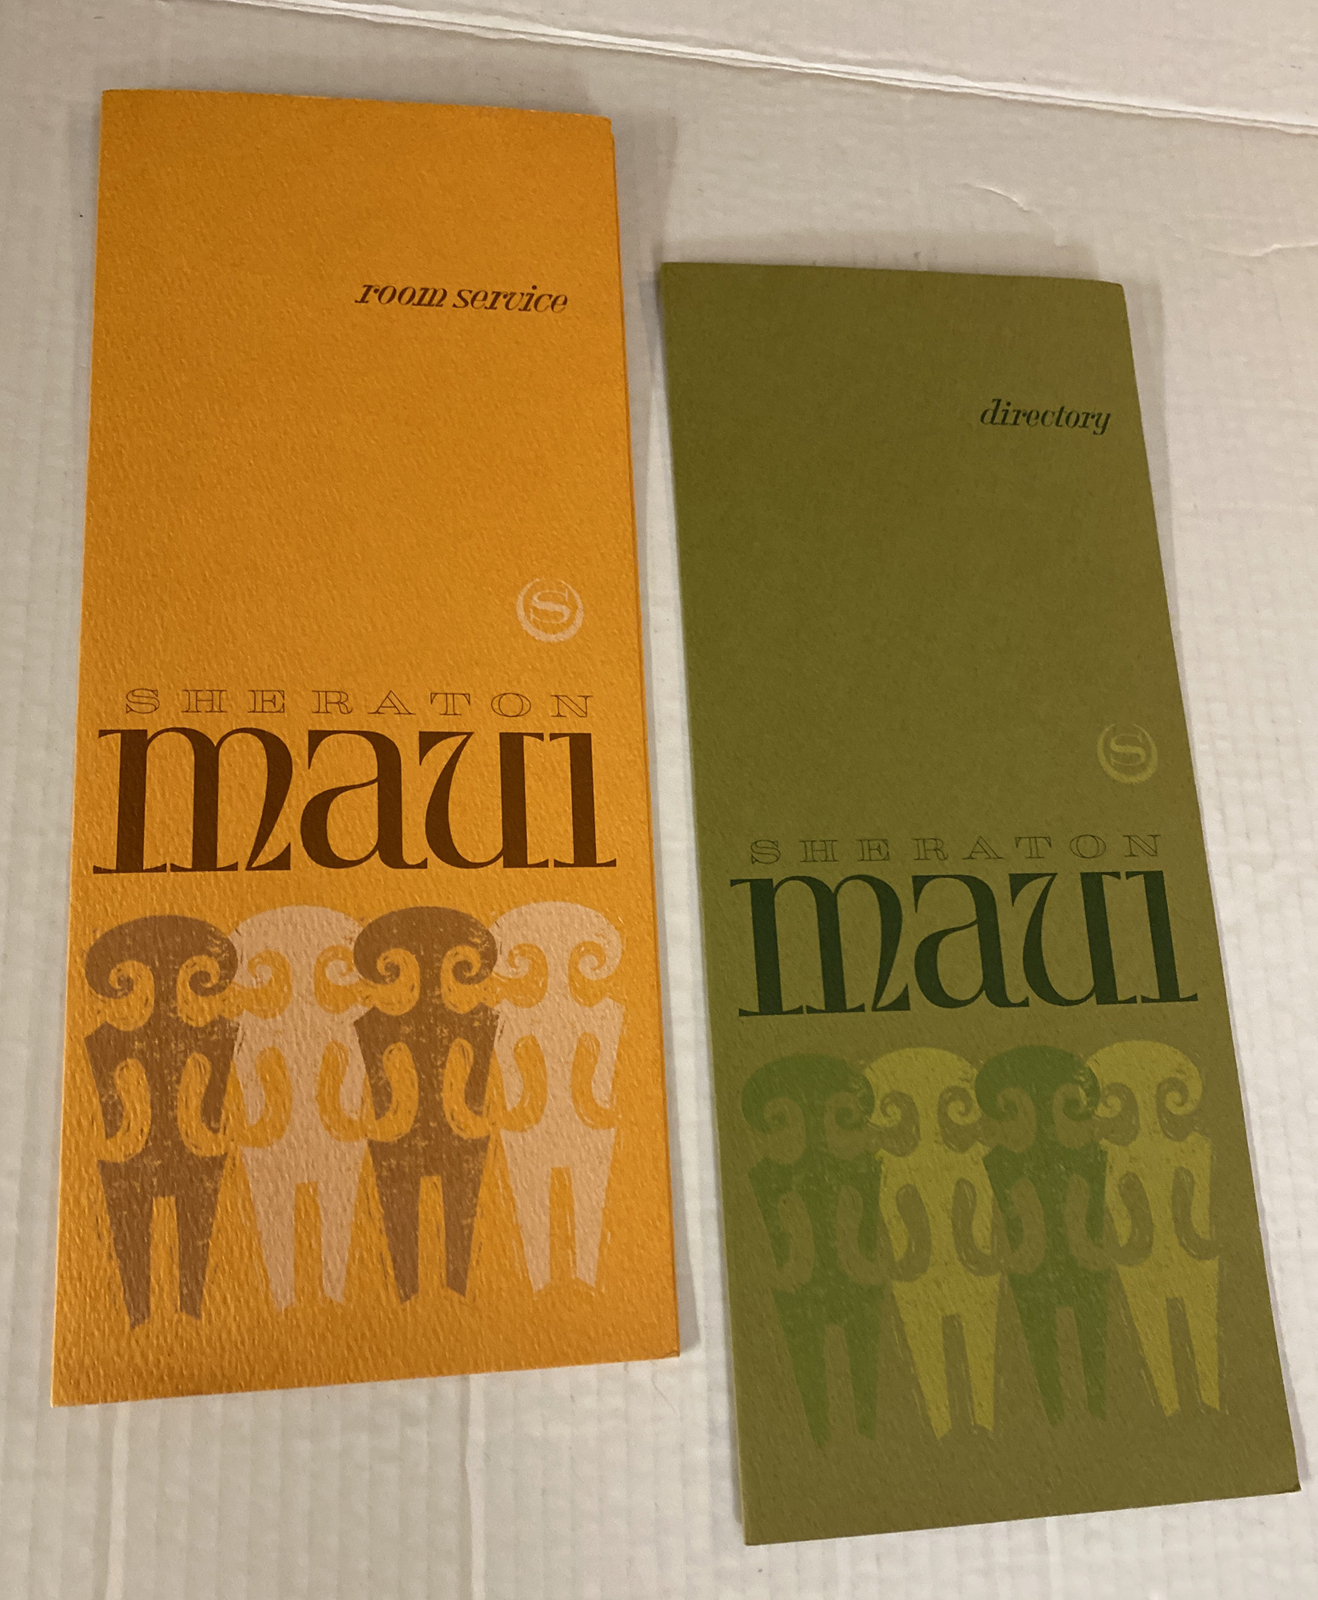 room service
S
SHERATON
maui
directory
S
SHERATON
maui